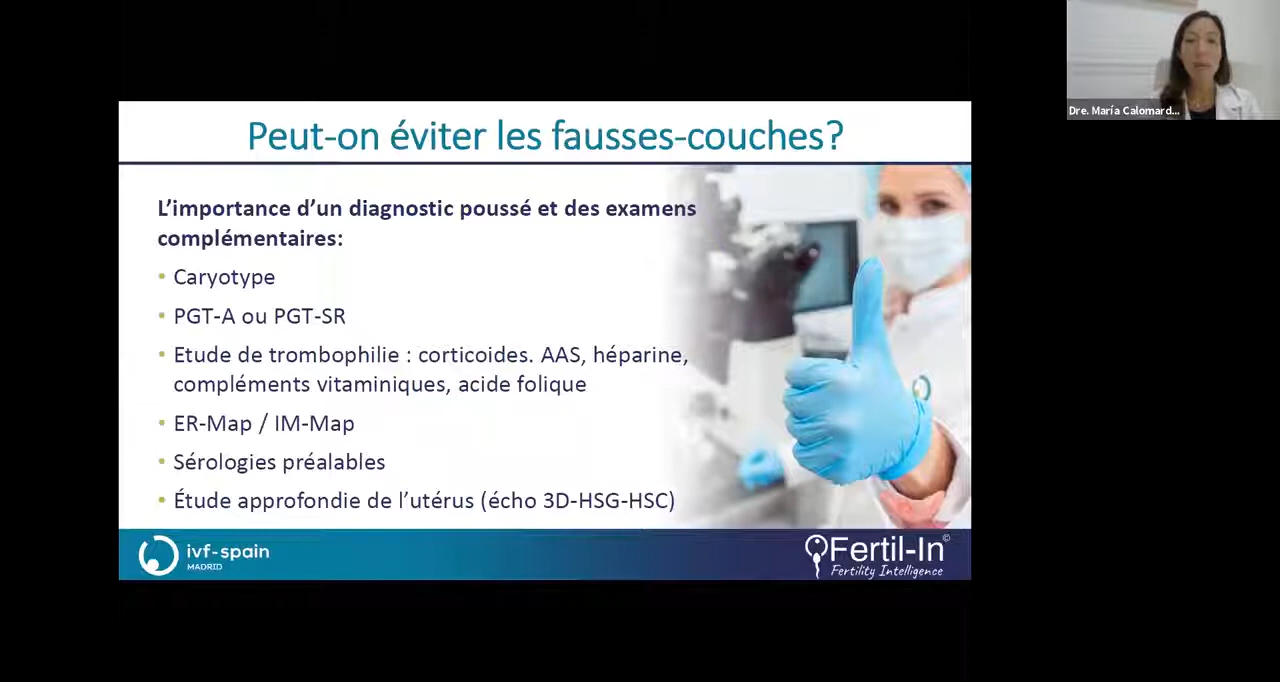 Peut-on éviter les fausses-couches?
L'importance d'un diagnostic poussé et des examens
complémentaires:
• Caryotype
• PGT-A ou PGT-SR
• Etude de trombophilie : corticoides. AAS, héparine,
compléments vitaminiques, acide folique
• ER-Map / IM-Map
• Sérologies préalables
• Étude approfondie de l'utérus (écho 3D-HSG-HSC)
ivf-spain
MADRID
Fertil-In©
Fertility Intelligence
Dre. María Calomard...